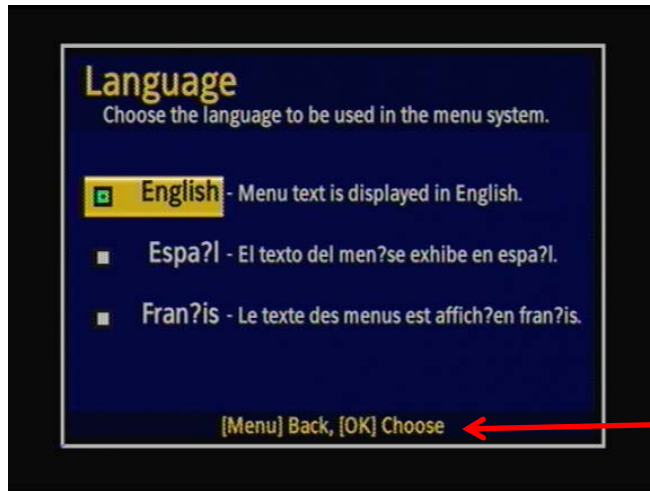 Language
Choose the language to be used in the menu system.
English - Menu text is displayed in English.
Espa?l - El texto del men?se exhibe en espa?l.
Fran?is - Le texte des menus est affich?en fran?is.
[Menu] Back, [OK] Choose